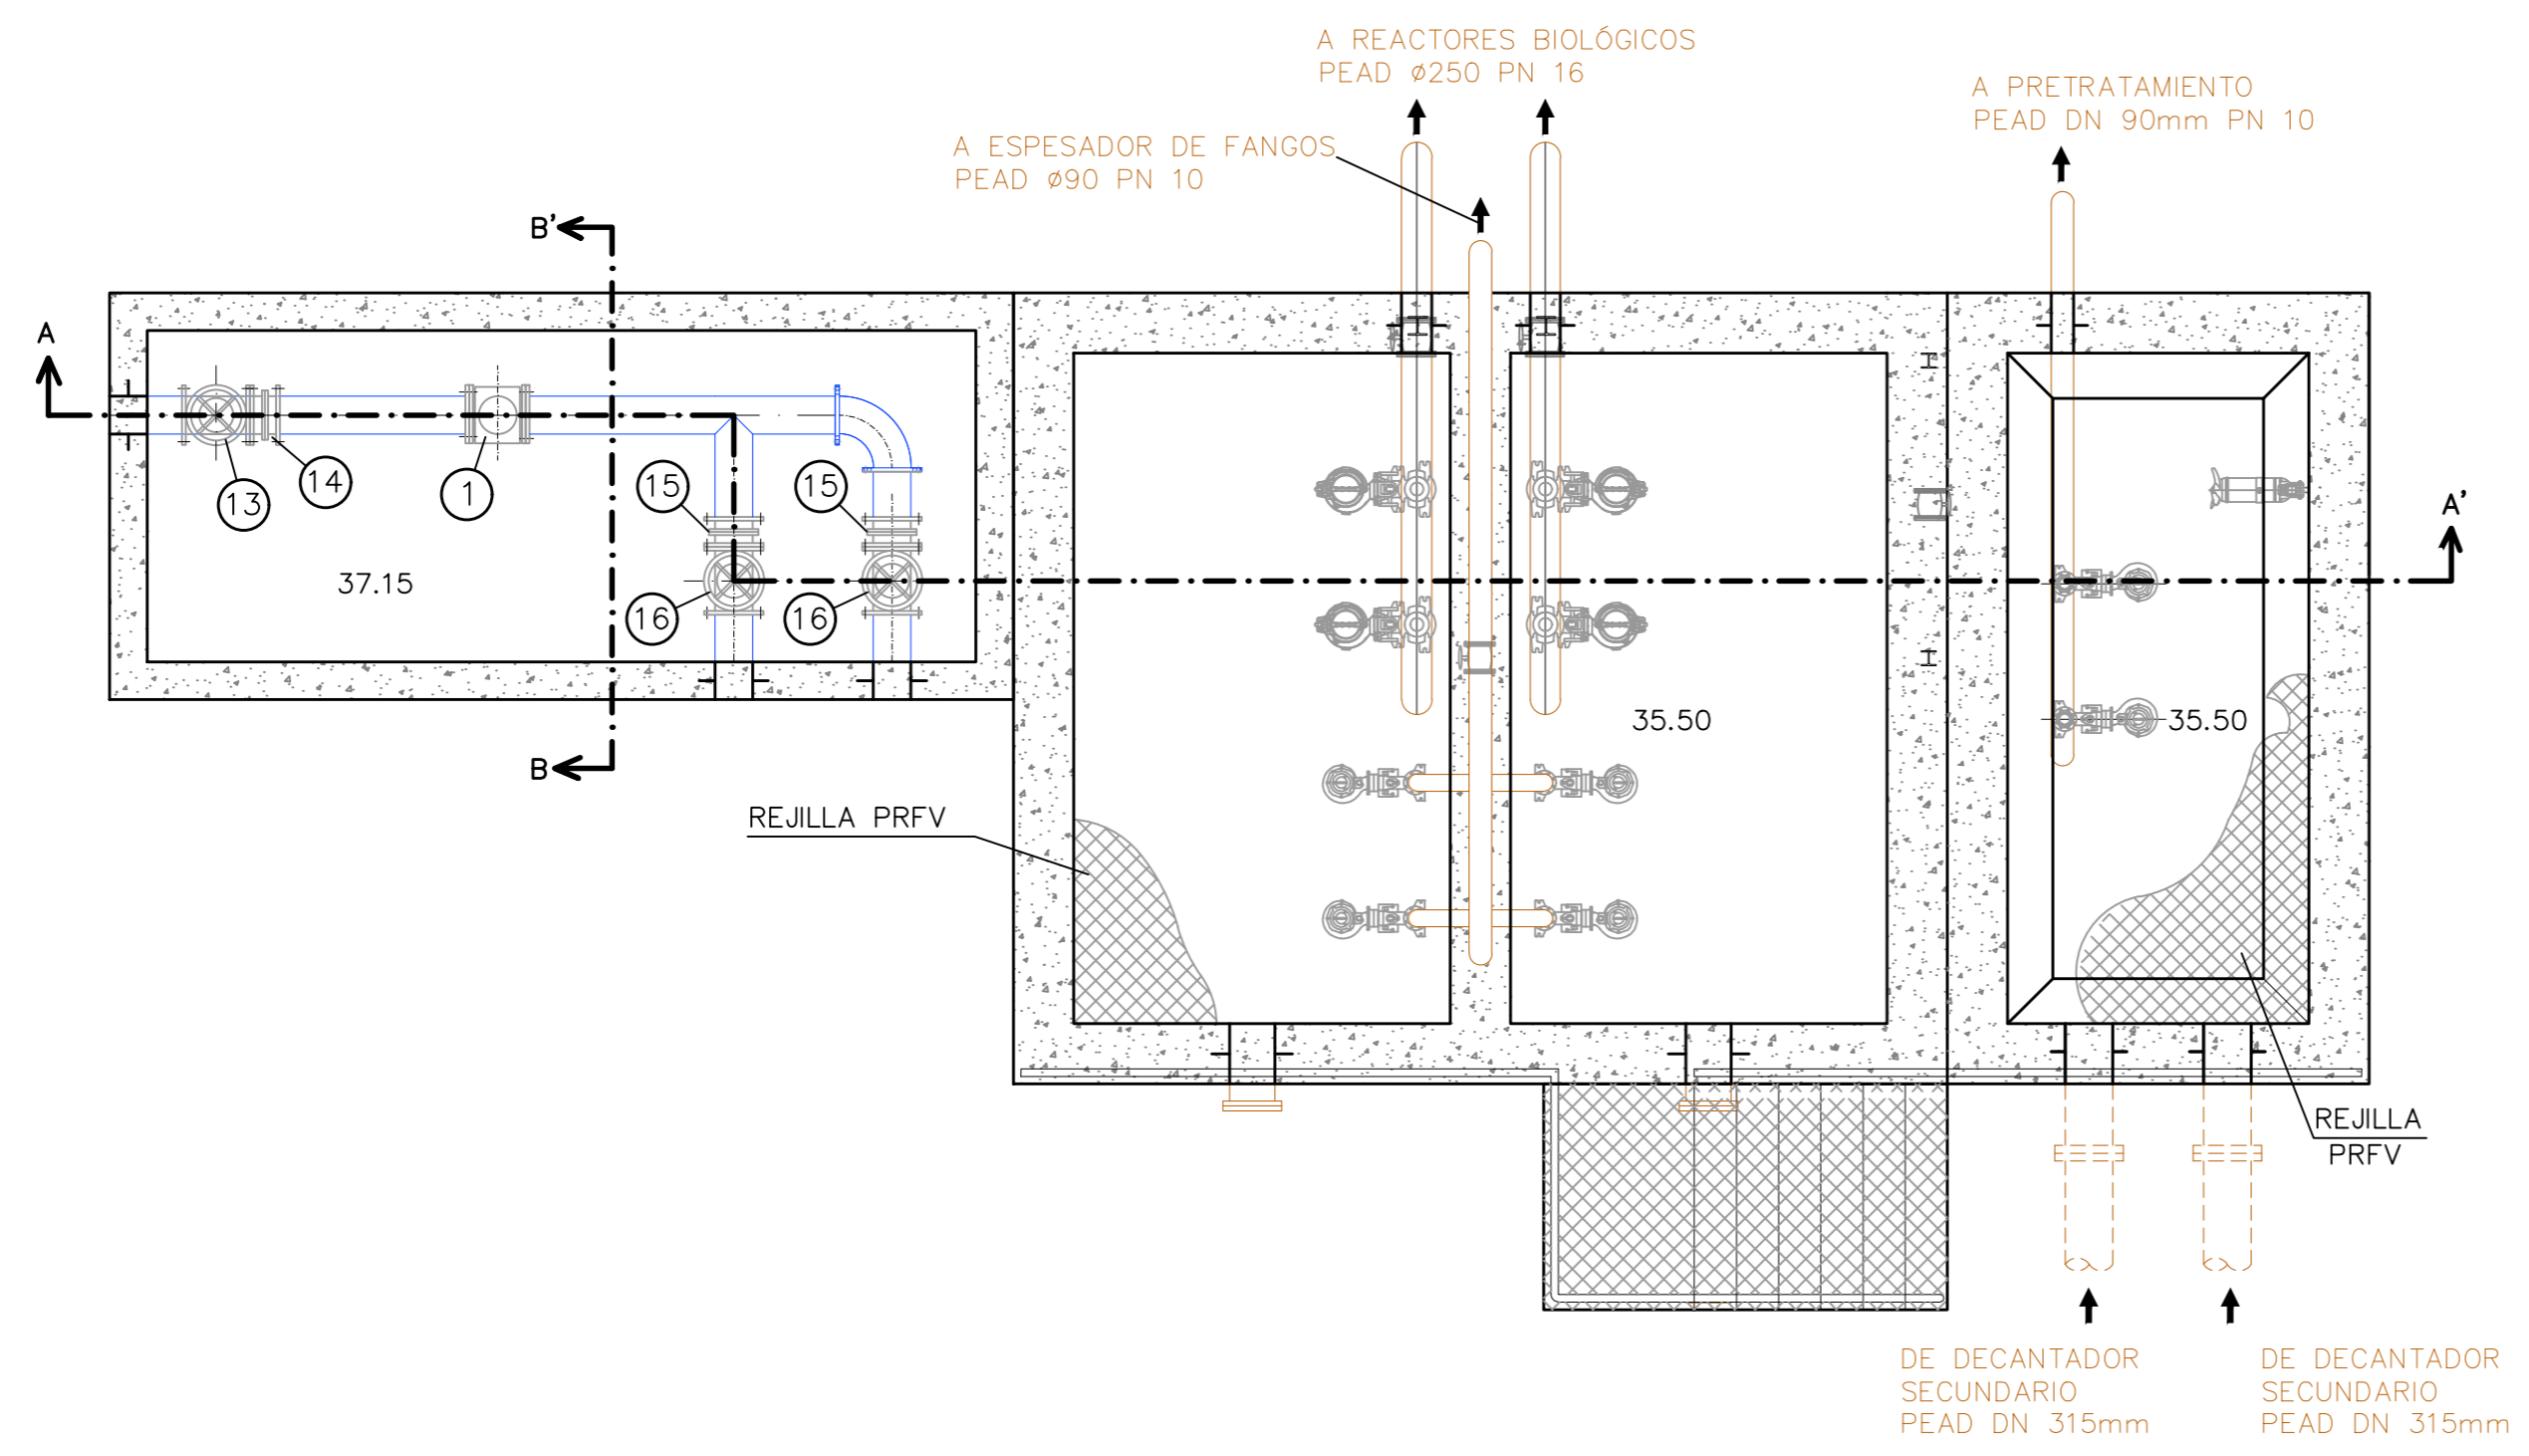 A REACTORES BIOLÓGICOS
PEAD ø250 PN 16
A PRETRATAMIENTO
PEAD DN 90mm PN 10
A ESPESADOR DE FANGOS
PEAD ø90 PN 10
B'
A
A'
13
14
1
15
15
16
16
37.15
35.50
35.50
B
REJILLA PRFV
REJILLA
PRFV
DE DECANTADOR
SECUNDARIO
PEAD DN 315mm
DE DECANTADOR
SECUNDARIO
PEAD DN 315mm